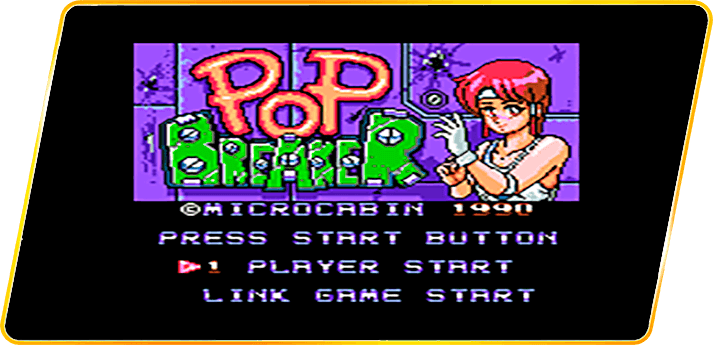 POP
BREAKER
©MICROCABIN 1990
PRESS START BUTTON
1 PLAYER START
LINK GAME START